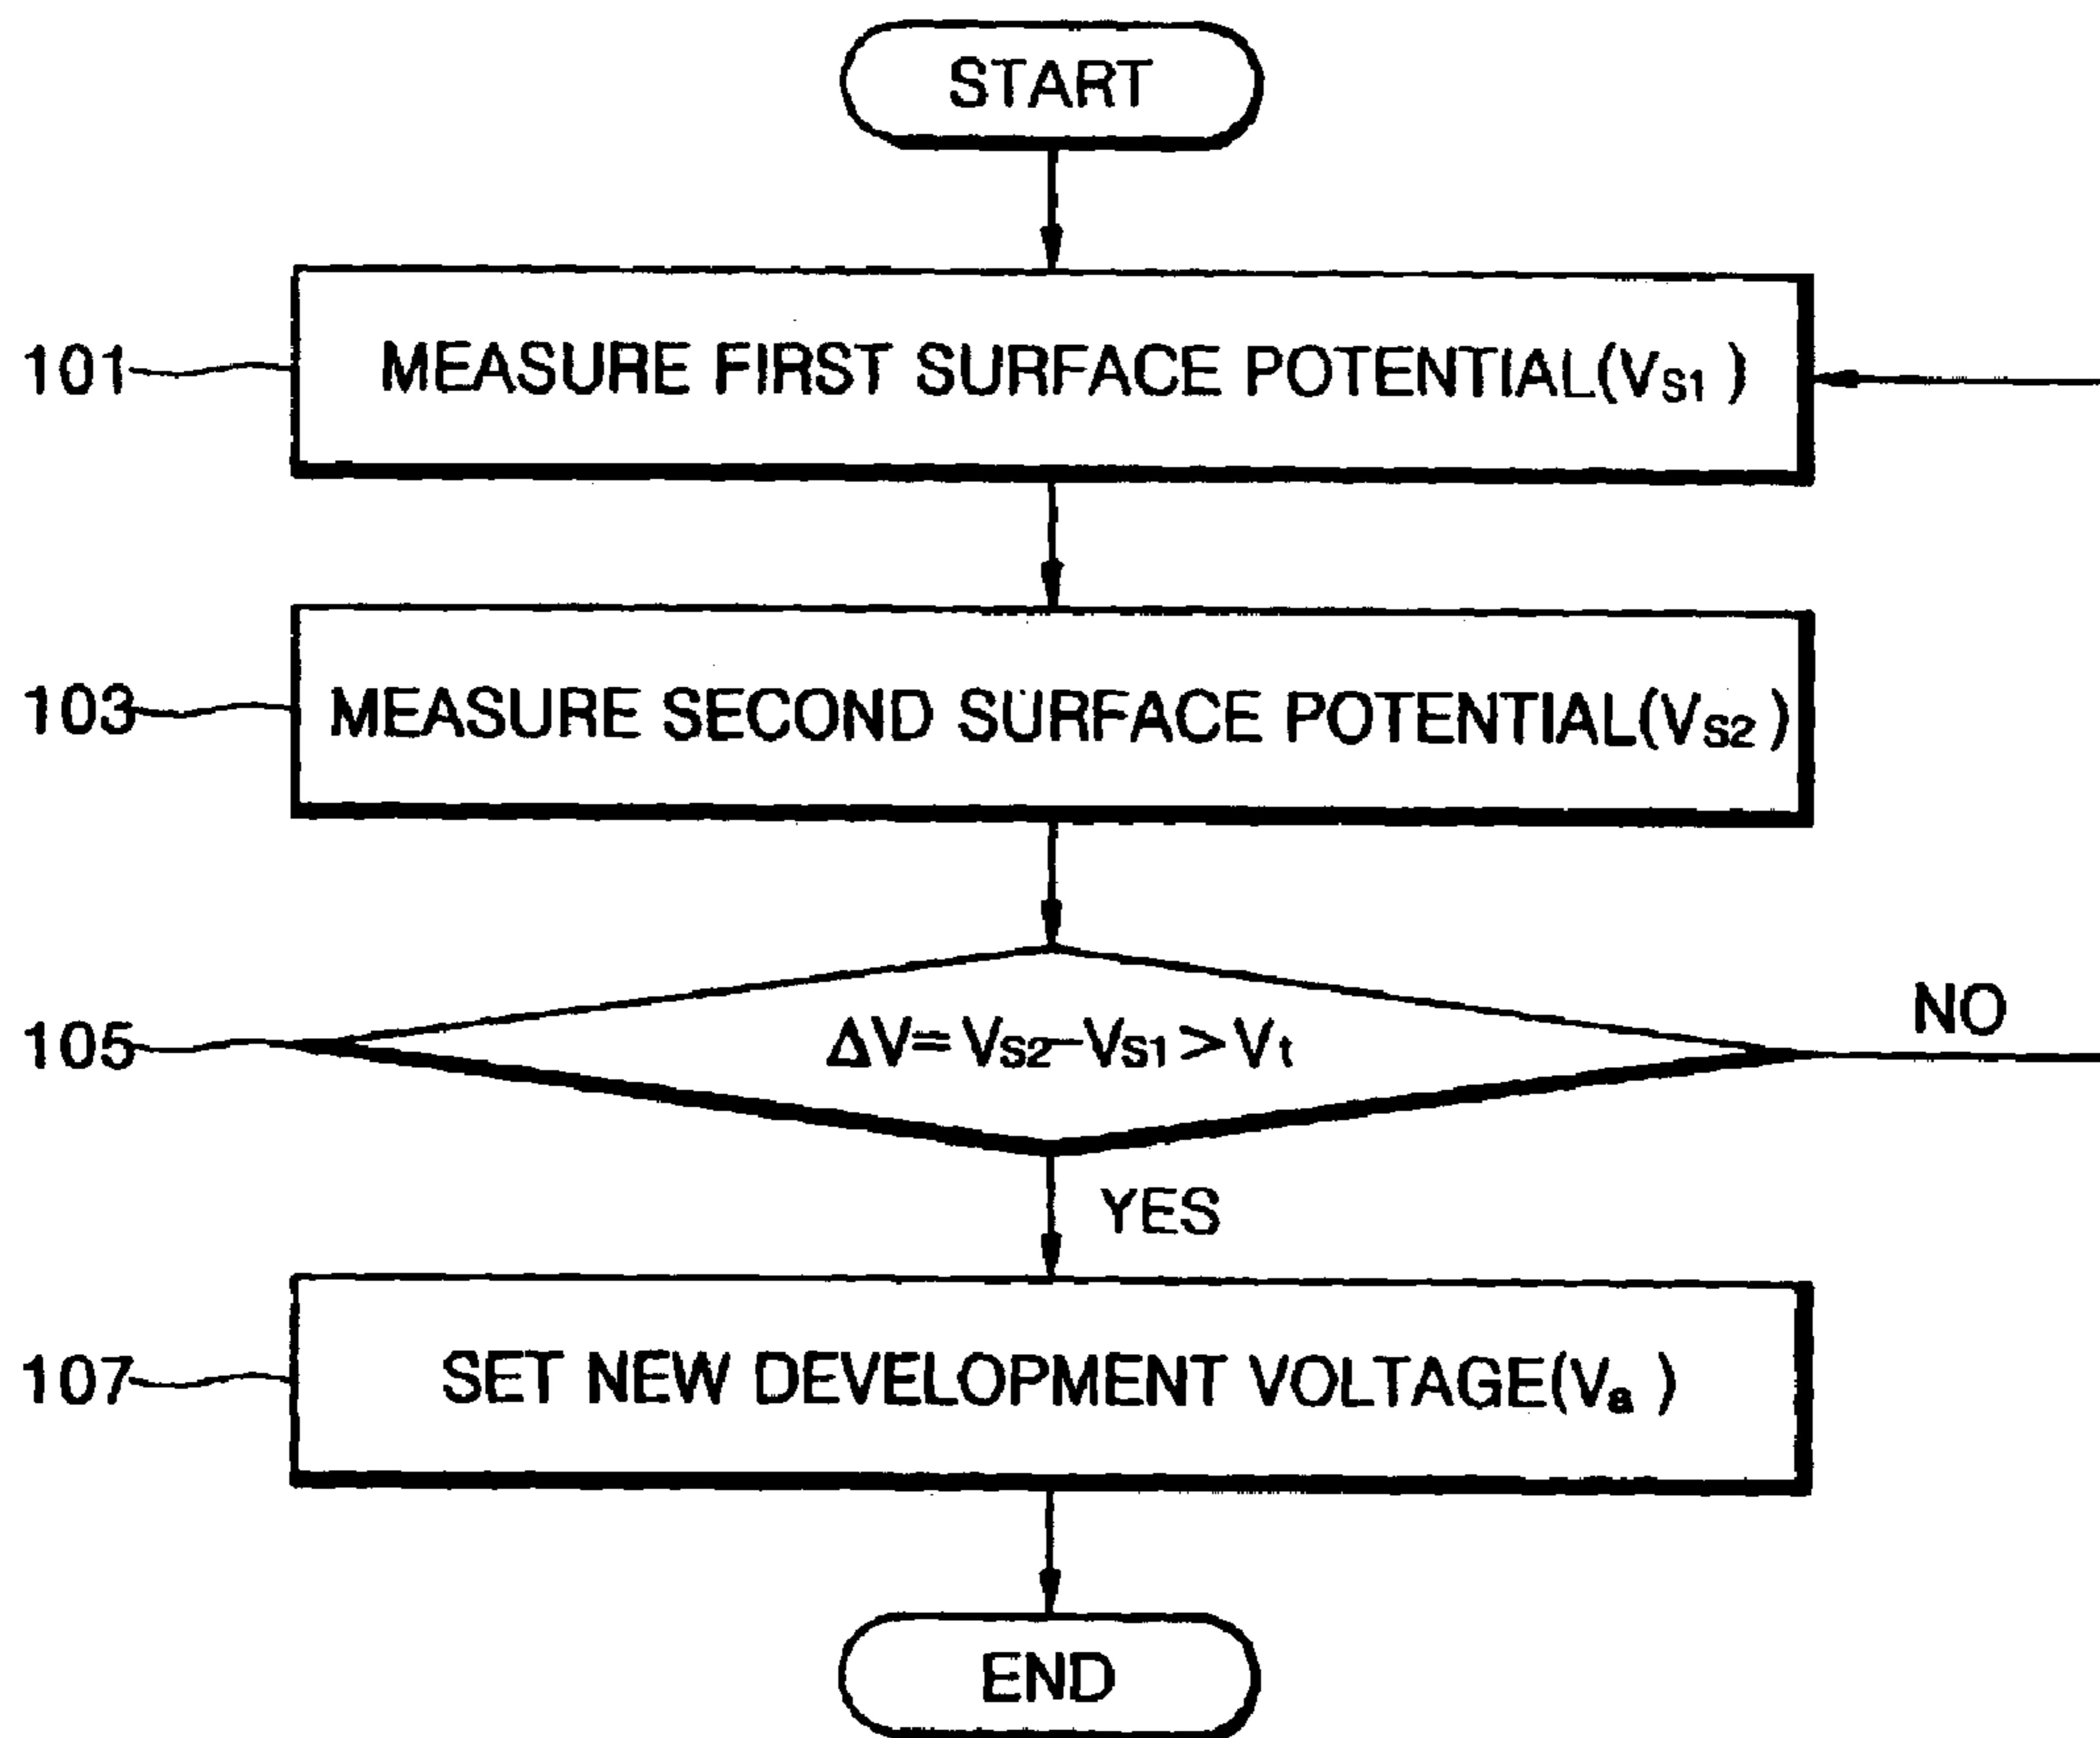 START
101
MEASURE FIRST SURFACE POTENTIAL(VS1 )
103
MEASURE SECOND SURFACE POTENTIAL(VS2 )
105
ΔV=VS2-VS1>Vt
NO
YES
107
SET NEW DEVELOPMENT VOLTAGE(Va )
END